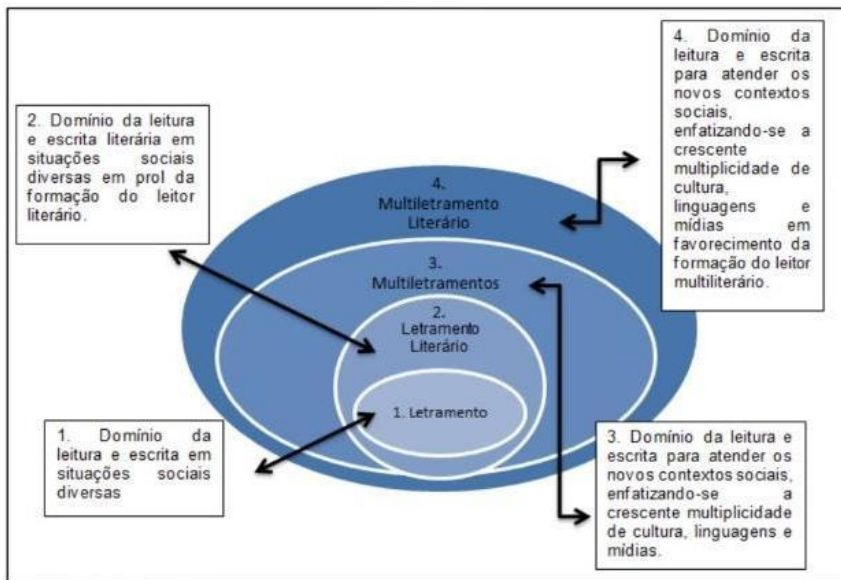 4. Domínio da
leitura e escrita
para atender os
novos contextos
sociais,
enfatizando-se a
crescente
multiplicidade de
cultura,
linguagens e
mídias em
favorecimento da
formação do leitor
multiliterário.
2. Domínio da leitura
e escrita literária em
situações sociais
diversas em prol da
formação do leitor
literário.
4.
Multiletramento
Literário
3.
Multiletramentos
2.
Letramento
Literário
1. Letramento
1. Domínio da
leitura e escrita em
situações sociais
diversas
3. Domínio da leitura e
escrita para atender os
novos contextos sociais,
enfatizando-se a
crescente multiplicidade
de cultura, linguagens e
mídias.